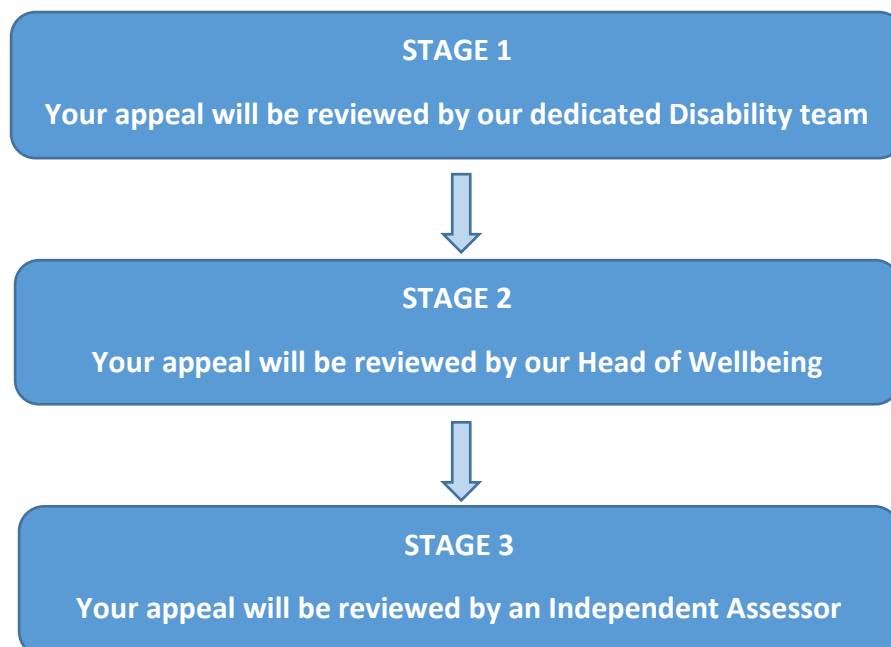 STAGE 1
Your appeal will be reviewed by our dedicated Disability team
STAGE 2
Your appeal will be reviewed by our Head of Wellbeing
STAGE 3
Your appeal will be reviewed by an Independent Assessor